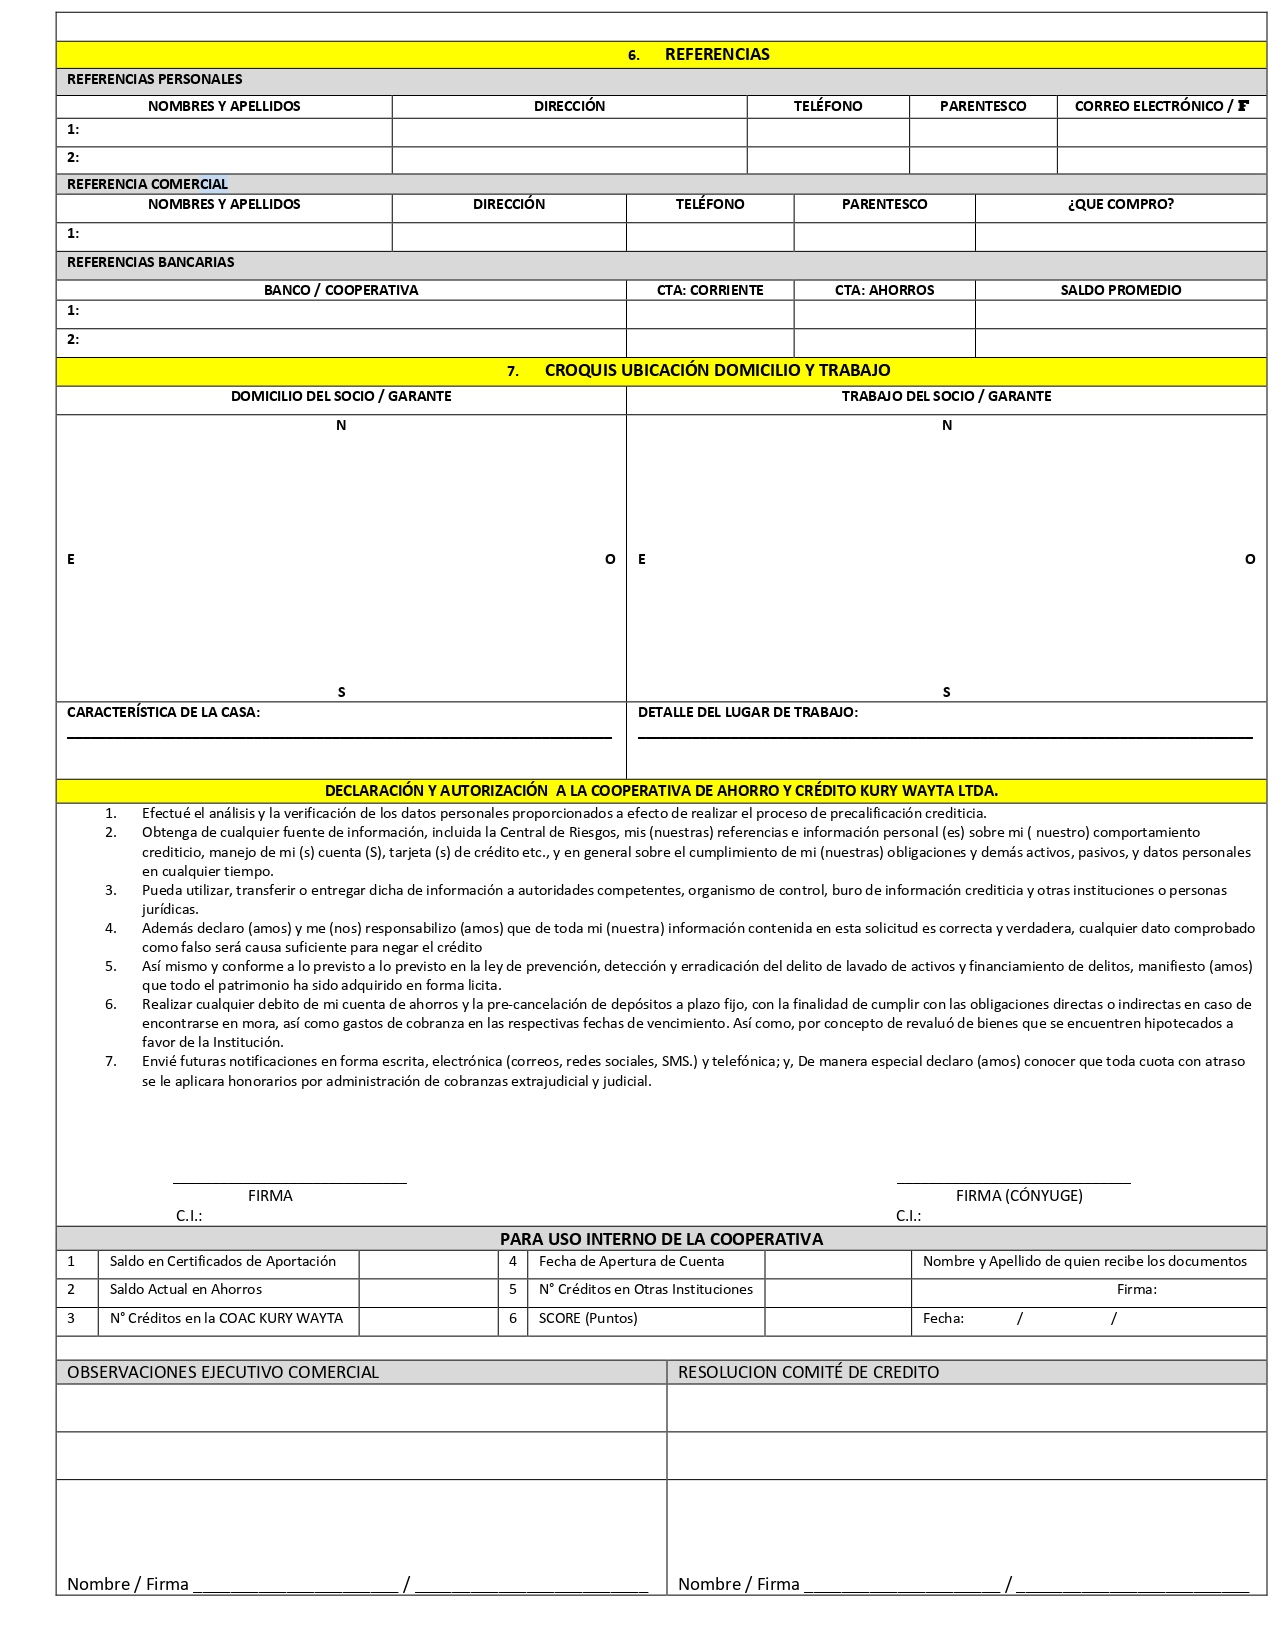 6. REFERENCIAS
REFERENCIAS PERSONALES
NOMBRES Y APELLIDOS DIRECCIÓN TELÉFONO PARENTESCO CORREO ELECTRÓNICO / F
1:
2:
REFERENCIA COMERCIAL
NOMBRES Y APELLIDOS DIRECCIÓN TELÉFONO PARENTESCO ¿QUE COMPRO?
1:
REFERENCIAS BANCARIAS
BANCO / COOPERATIVA CTA: CORRIENTE CTA: AHORROS SALDO PROMEDIO
1:
2:
7. CROQUIS UBICACIÓN DOMICILIO Y TRABAJO
DOMICILIO DEL SOCIO / GARANTE TRABAJO DEL SOCIO / GARANTE
N N
E O E O
S S
CARACTERÍSTICA DE LA CASA: DETALLE DEL LUGAR DE TRABAJO:
DECLARACIÓN Y AUTORIZACIÓN A LA COOPERATIVA DE AHORRO Y CRÉDITO KURY WAYTA LTDA.
1. Efectué el análisis y la verificación de los datos personales proporcionados a efecto de realizar el proceso de precalificación crediticia.
2. Obtenga de cualquier fuente de información, incluida la Central de Riesgos, mis (nuestras) referencias e información personal (es) sobre mi ( nuestro) comportamiento
crediticio, manejo de mi (s) cuenta (S), tarjeta (s) de crédito etc., y en general sobre el cumplimiento de mi (nuestras) obligaciones y demás activos, pasivos, y datos personales
en cualquier tiempo.
3. Pueda utilizar, transferir o entregar dicha de información a autoridades competentes, organismo de control, buro de información crediticia y otras instituciones o personas
jurídicas.
4. Además declaro (amos) y me (nos) responsabilizo (amos) que de toda mi (nuestra) información contenida en esta solicitud es correcta y verdadera, cualquier dato comprobado
como falso será causa suficiente para negar el crédito
5. Así mismo y conforme a lo previsto a lo previsto en la ley de prevención, detección y erradicación del delito de lavado de activos y financiamiento de delitos, manifiesto (amos)
que todo el patrimonio ha sido adquirido en forma licita.
6. Realizar cualquier debito de mi cuenta de ahorros y la pre-cancelación de depósitos a plazo fijo, con la finalidad de cumplir con las obligaciones directas o indirectas en caso de
encontrarse en mora, así como gastos de cobranza en las respectivas fechas de vencimiento. Así como, por concepto de revaluó de bienes que se encuentren hipotecados a
favor de la Institución.
7. Envié futuras notificaciones en forma escrita, electrónica (correos, redes sociales, SMS.) y telefónica; y, De manera especial declaro (amos) conocer que toda cuota con atraso
se le aplicara honorarios por administración de cobranzas extrajudicial y judicial.
FIRMA FIRMA (CÓNYUGE)
C.I.: C.I.:
PARA USO INTERNO DE LA COOPERATIVA
1 Saldo en Certificados de Aportación 4 Fecha de Apertura de Cuenta Nombre y Apellido de quien recibe los documentos
2 Saldo Actual en Ahorros 5 N° Créditos en Otras Instituciones Firma:
3 N° Créditos en la COAC KURY WAYTA 6 SCORE (Puntos) Fecha: / /
OBSERVACIONES EJECUTIVO COMERCIAL RESOLUCION COMITÉ DE CREDITO
Nombre / Firma ______________________ / _________________________ Nombre / Firma _____________________ / _________________________